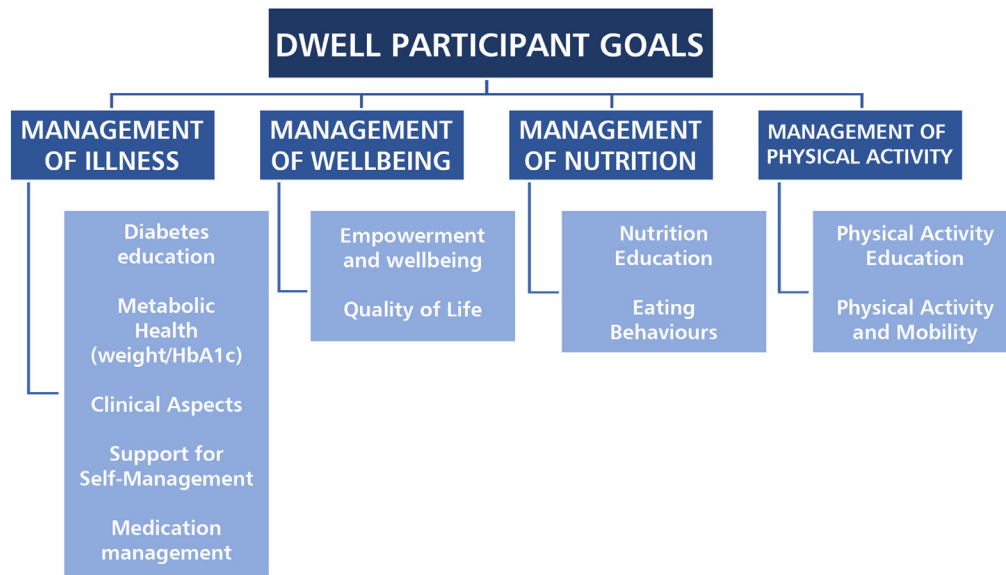 DWELL PARTICIPANT GOALS
MANAGEMENT
OF ILLNESS
MANAGEMENT
OF WELLBEING
MANAGEMENT
OF NUTRITION
MANAGEMENT OF
PHYSICAL ACTIVITY
Diabetes
education
Metabolic
Health
(weight/HbA1c)
Clinical Aspects
Support for
Self-Management
Medication
management
Empowerment
and wellbeing
Quality of Life
Nutrition
Education
Eating
Behaviours
Physical Activity
Education
Physical Activity
and Mobility